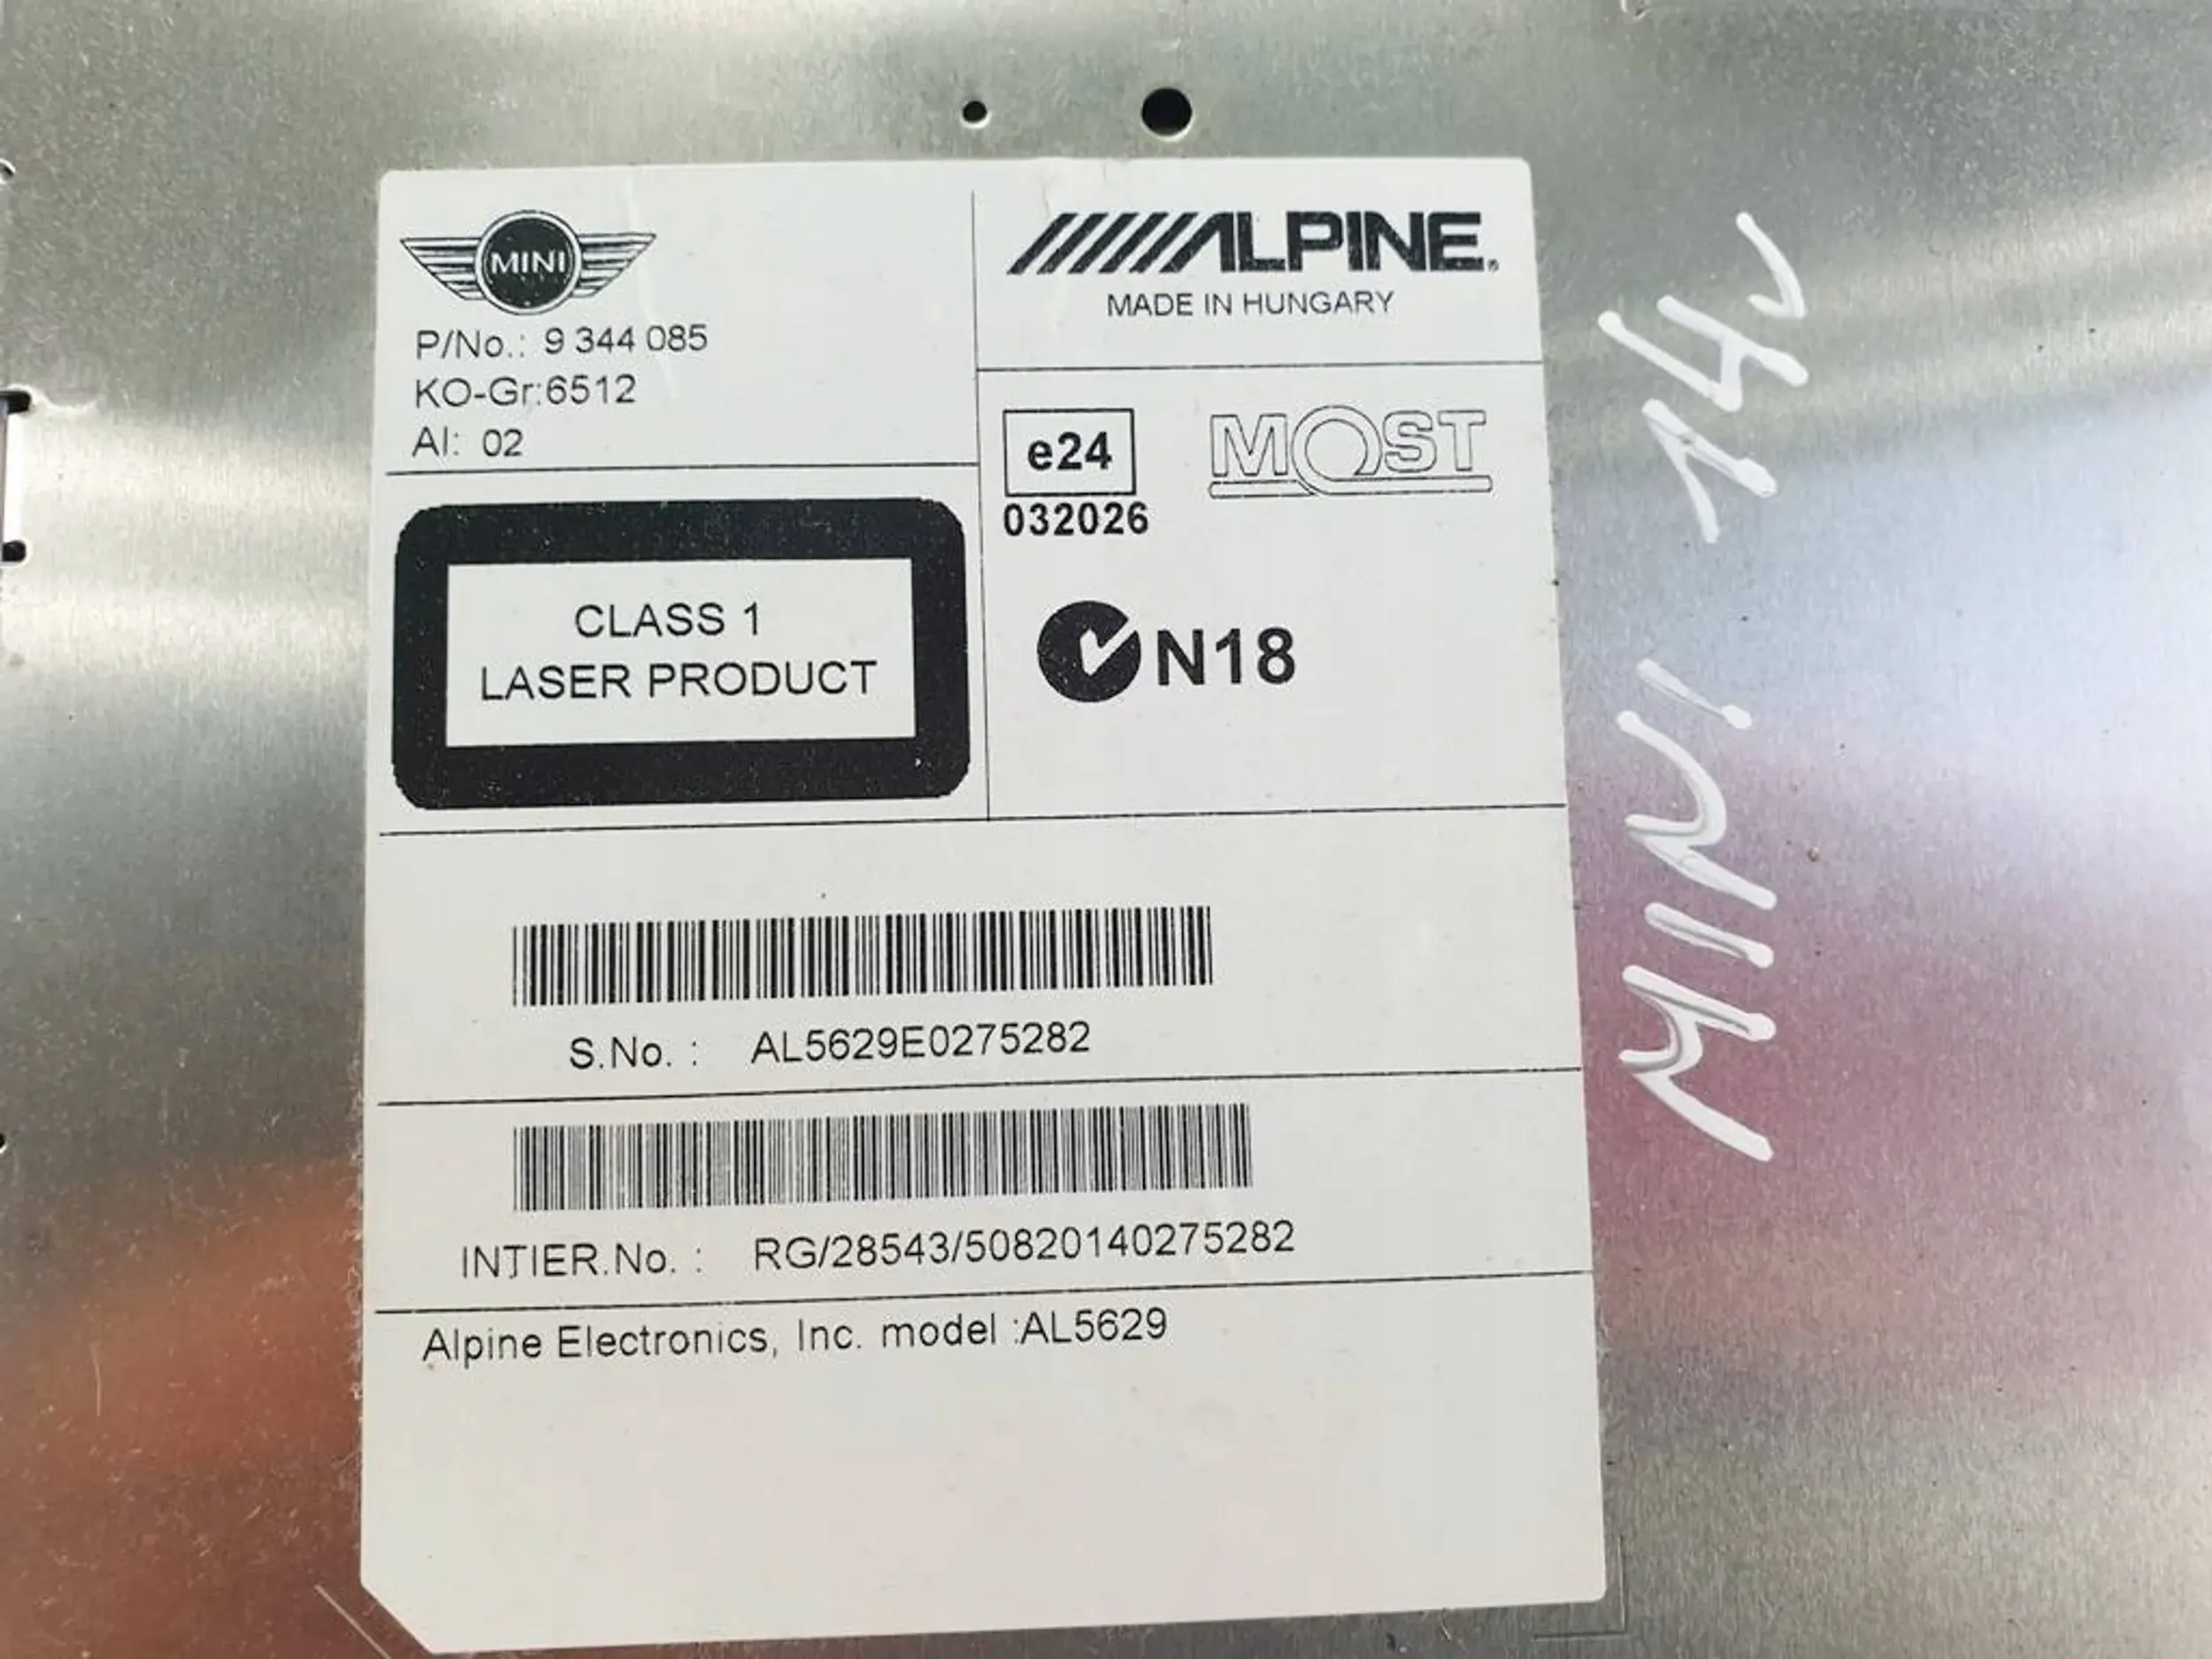 MINI
P/No.: 9 344 085
KO-Gr:6512
AI: 02
ALPINE.
MADE IN HUNGARY
e24
032026
MOST
CLASS 1
LASER PRODUCT
N18
S.No. : AL5629E0275282
INTIER.No. : RG/28543/50820140275282
Alpine Electronics, Inc. model :AL5629
MINI 14v